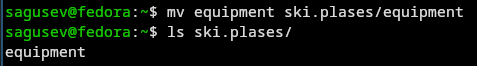 sagusev@fedora:~$ mv equipment ski.plases/equipment
sagusev@fedora:~$ ls ski.plases/
equipment